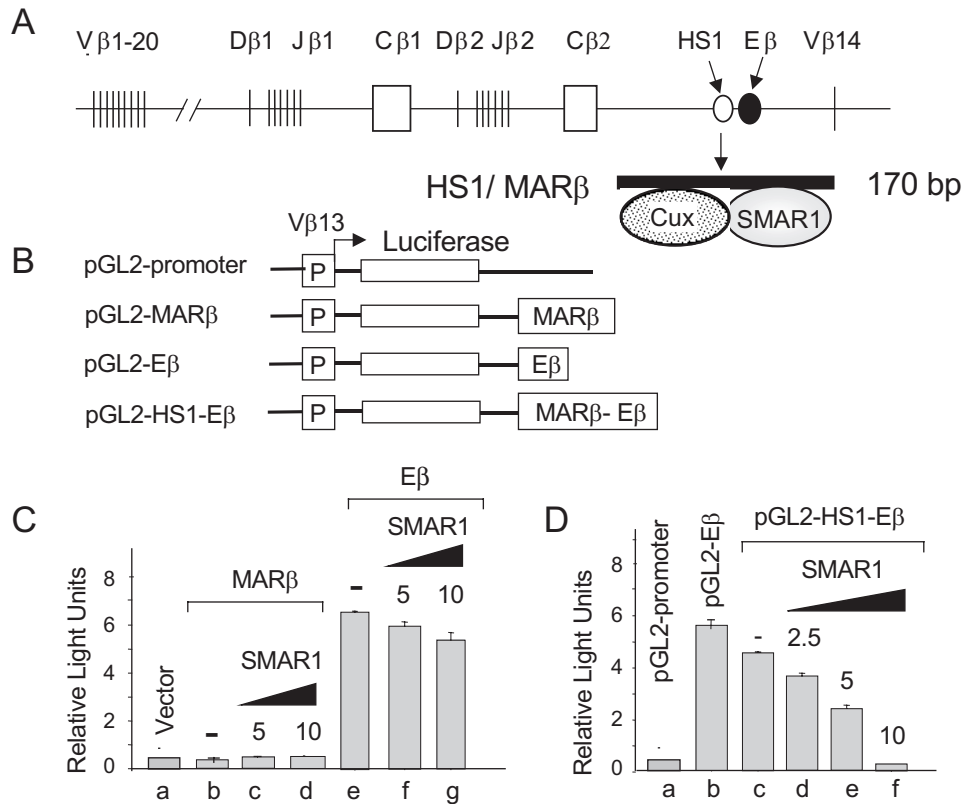 A
Vβ1-20 Dβ1 Jβ1 Cβ1 Dβ2 Jβ2 Cβ2 HS1 Eβ Vβ14
HS1/ MARβ 170 bp
Cux SMAR1
B
Vβ13 Luciferase
pGL2-promoter P
pGL2-MARβ P MARβ
pGL2-Eβ P Eβ
pGL2-HS1-Eβ P MARβ- Eβ
C
Eβ
SMAR1
MARβ
- 5 10
SMAR1
Vector - 5 10
Relative Light Units
8
6
4
2
0
a b c d e f g
D
pGL2-promoter
pGL2-Eβ
pGL2-HS1-Eβ
SMAR1
- 2.5 5 10
Relative Light Units
8
6
4
2
0
a b c d e f